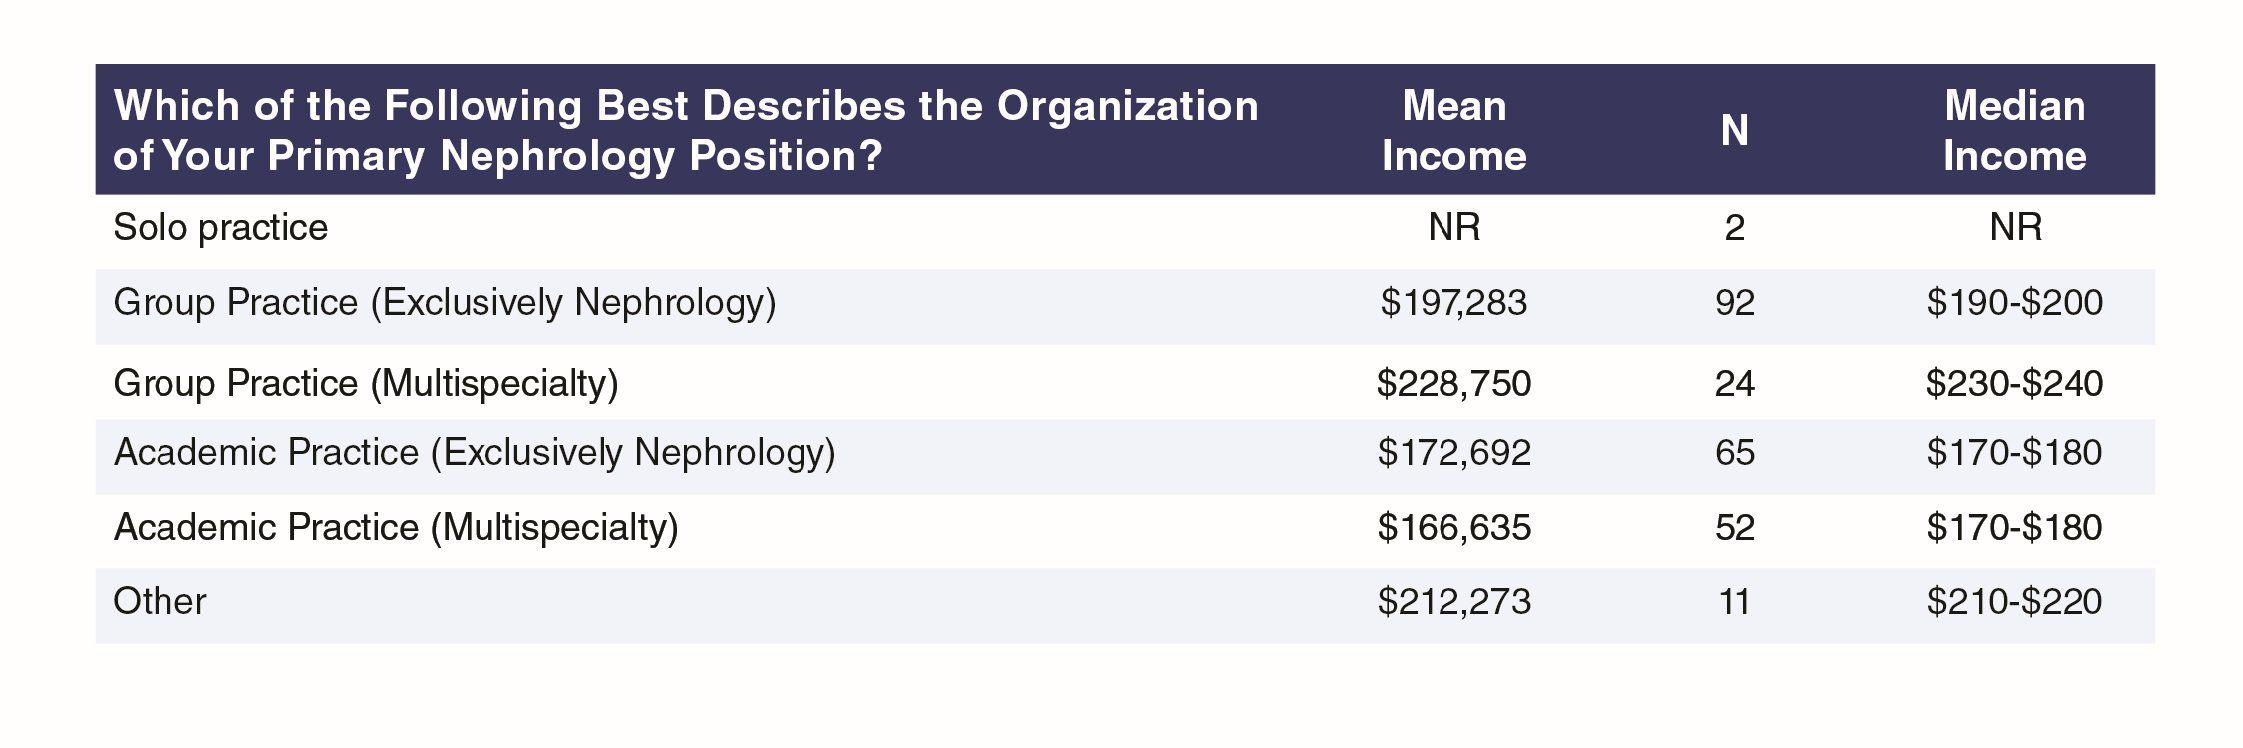 Which of the Following Best Describes the Organization of Your Primary Nephrology Position? Mean Income N Median Income
Solo practice NR 2 NR
Group Practice (Exclusively Nephrology) $197,283 92 $190-$200
Group Practice (Multispecialty) $228,750 24 $230-$240
Academic Practice (Exclusively Nephrology) $172,692 65 $170-$180
Academic Practice (Multispecialty) $166,635 52 $170-$180
Other $212,273 11 $210-$220